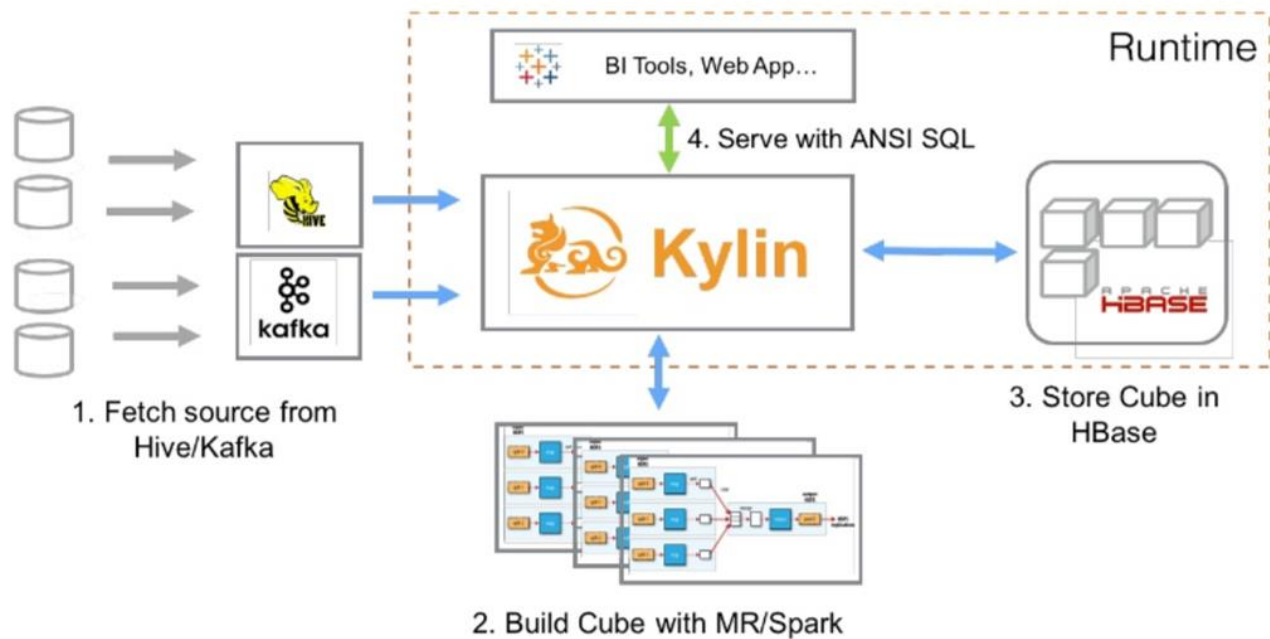 Runtime
BI Tools, Web App...
4. Serve with ANSI SQL
HIVE
Kylin
kafka
APACHE
HBASE
1. Fetch source from
Hive/Kafka
3. Store Cube in
HBase
2. Build Cube with MR/Spark